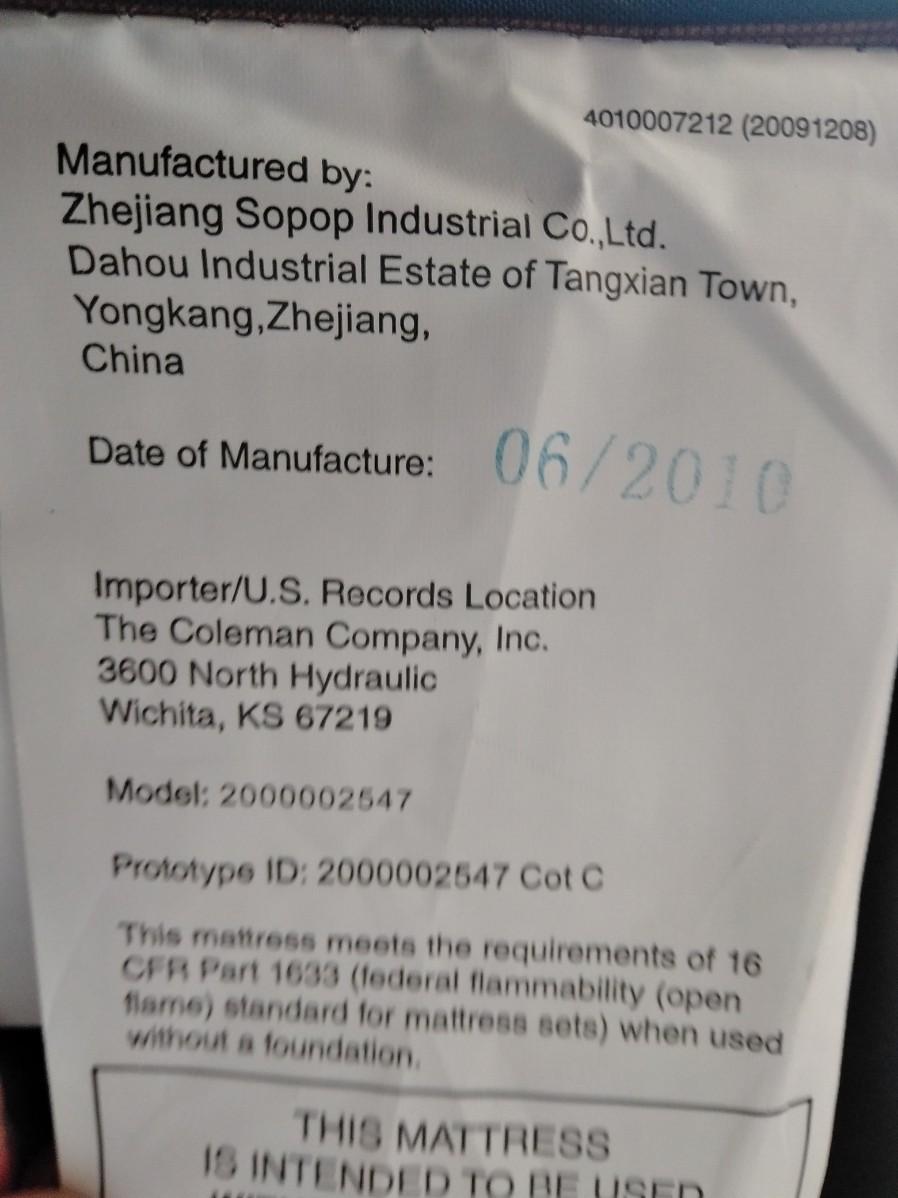 4010007212 (20091208)
Manufactured by:
Zhejiang Sopop Industrial Co.,Ltd.
Dahou Industrial Estate of Tangxian Town,
Yongkang,Zhejiang,
China
Date of Manufacture: 06/2010
Importer/U.S. Records Location
The Coleman Company, Inc.
3600 North Hydraulic
Wichita, KS 67219
Model: 2000002547
Prototype ID: 2000002547 Cot C
This mattress meets the requirements of 16
CFR Part 1633 (federal flammability (open
flame) standard for mattress sets) when used
without a foundation.
THIS MATTRESS
IS INTENDED TO BE USED